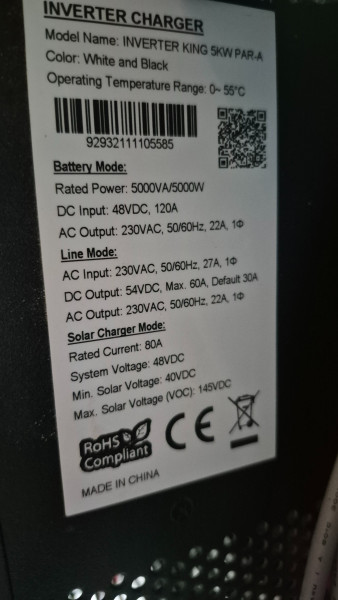 INVERTER CHARGER
Model Name: INVERTER KING 5KW PAR-A
Color: White and Black
Operating Temperature Range: 0~ 55°C
92932111105585
Battery Mode:
Rated Power: 5000VA/5000W
DC Input: 48VDC, 120A
AC Output: 230VAC, 50/60Hz, 22A, 1Φ
Line Mode:
AC Input: 230VAC, 50/60Hz, 27A, 1Φ
DC Output: 54VDC, Max. 60A, Default 30A
AC Output: 230VAC, 50/60Hz, 22A, 1Φ
Solar Charger Mode:
Rated Current: 80A
System Voltage: 48VDC
Min. Solar Voltage: 40VDC
Max. Solar Voltage (VOC): 145VDC
RoHS
Compliant
CE
MADE IN CHINA